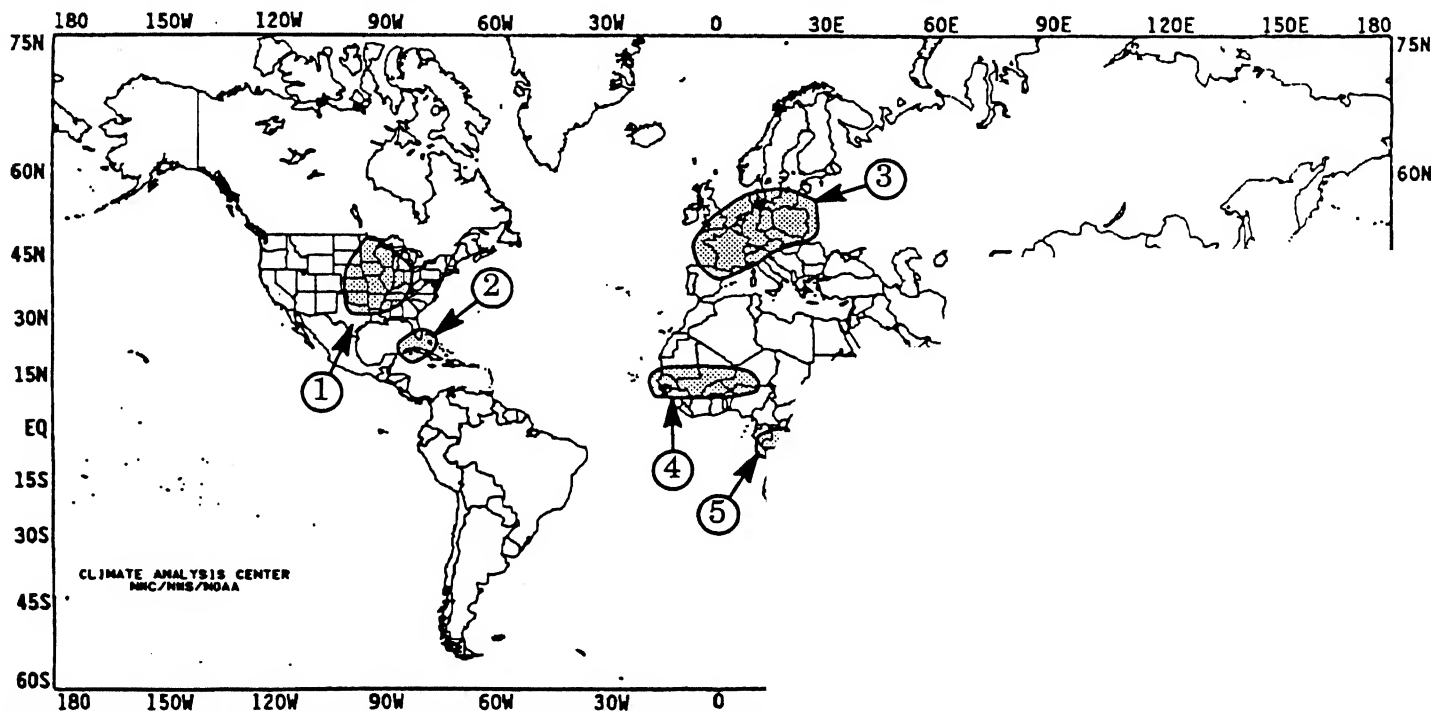 180 150W 120W 90W 60W 30W 0 30E 60E 90E 120E 150E 180
75N 75N
60N 60N
3
45N
2
30N
1
15N
EQ
4
15S
5
30S
CLIMATE ANALYSIS CENTER
NMC/NWS/NOAA
45S
60S
180 150W 120W 90W 60W 30W 0